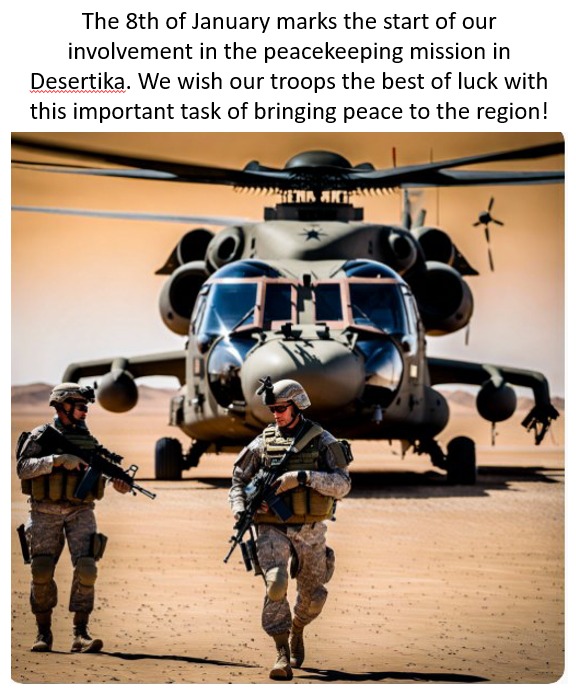 The 8th of January marks the start of our
involvement in the peacekeeping mission in
Desertika. We wish our troops the best of luck with
this important task of bringing peace to the region!